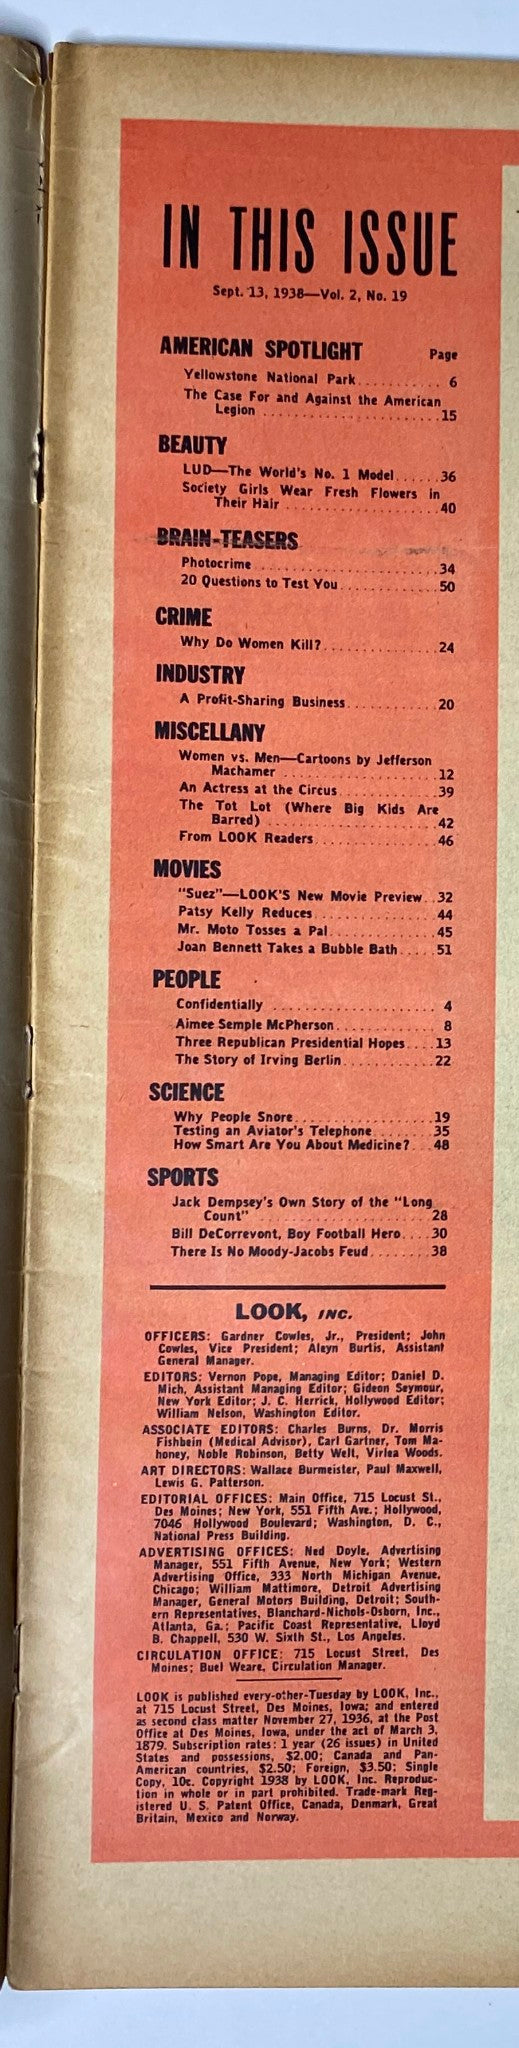 IN THIS ISSUE
Sept. 13, 1938—Vol. 2, No. 19
AMERICAN SPOTLIGHT Page
Yellowstone National Park.......... 6
The Case For and Against the American
Legion ........................15
BEAUTY
LUD—The World's No. 1 Model......36
Society Girls Wear Fresh Flowers in
Their Hair ....................40
BRAIN-TEASERS
Photocrime ........................34
20 Questions to Test You............50
CRIME
Why Do Women Kill?..............24
INDUSTRY
A Profit-Sharing Business...........20
MISCELLANY
Women vs. Men—Cartoons by Jefferson
Machamer ....................12
An Actress at the Circus............39
The Tot Lot (Where Big Kids Are
Barred) ......................42
From LOOK Readers...............46
MOVIES
"Suez"—LOOK'S New Movie Preview..32
Patsy Kelly Reduces................44
Mr. Moto Tosses a Pal..............45
Joan Bennett Takes a Bubble Bath.....51
PEOPLE
Confidentially ..................... 4
Aimee Semple McPherson............ 8
Three Republican Presidential Hopes....13
The Story of Irving Berlin............22
SCIENCE
Why People Snore.................19
Testing an Aviator's Telephone........35
How Smart Are You About Medicine?...48
SPORTS
Jack Dempsey's Own Story of the "Long
Count" ......................28
Bill DeCorrevont, Boy Football Hero....30
There Is No Moody-Jacobs Feud........38
LOOK, INC.
OFFICERS: Gardner Cowles, Jr., President; John
Cowles, Vice President; Aleyn Burtis, Assistant
General Manager.
EDITORS: Vernon Pope, Managing Editor; Daniel D.
Mich, Assistant Managing Editor; Gideon Seymour,
New York Editor; J. C. Herrick, Hollywood Editor;
William Nelson, Washington Editor.
ASSOCIATE EDITORS: Charles Burns, Dr. Morris
Fishbein (Medical Advisor), Carl Gartner, Tom Ma-
honey, Noble Robinson, Betty Welt, Virlea Woods.
ART DIRECTORS: Wallace Burmeister, Paul Maxwell,
Lewis G. Patterson.
EDITORIAL OFFICES: Main Office, 715 Locust St.,
Des Moines; New York, 551 Fifth Ave.; Hollywood,
7046 Hollywood Boulevard; Washington, D. C.,
National Press Building.
ADVERTISING OFFICES: Ned Doyle, Advertising
Manager, 551 Fifth Avenue, New York; Western
Advertising Office, 333 North Michigan Avenue,
Chicago; William Mattimore, Detroit Advertising
Manager, General Motors Building, Detroit; South-
ern Representatives, Blanchard-Nichols-Osborn, Inc.,
Atlanta, Ga.; Pacific Coast Representative, Lloyd
B. Chappell, 530 W. Sixth St., Los Angeles.
CIRCULATION OFFICE: 715 Locust Street, Des
Moines; Buel Weare, Circulation Manager.
LOOK is published every-other-Tuesday by LOOK, Inc.,
at 715 Locust Street, Des Moines, Iowa; and entered
as second class matter November 27, 1936, at the Post
Office at Des Moines, Iowa, under the act of March 3,
1879. Subscription rates: 1 year (26 issues) in United
States and possessions, $2.00; Canada and Pan-
American countries, $2.50; Foreign, $3.50; Single
Copy, 10c. Copyright 1938 by LOOK, Inc. Reproduc-
tion in whole or in part prohibited. Trade-mark Reg-
istered U. S. Patent Office, Canada, Denmark, Great
Britain, Mexico and Norway.